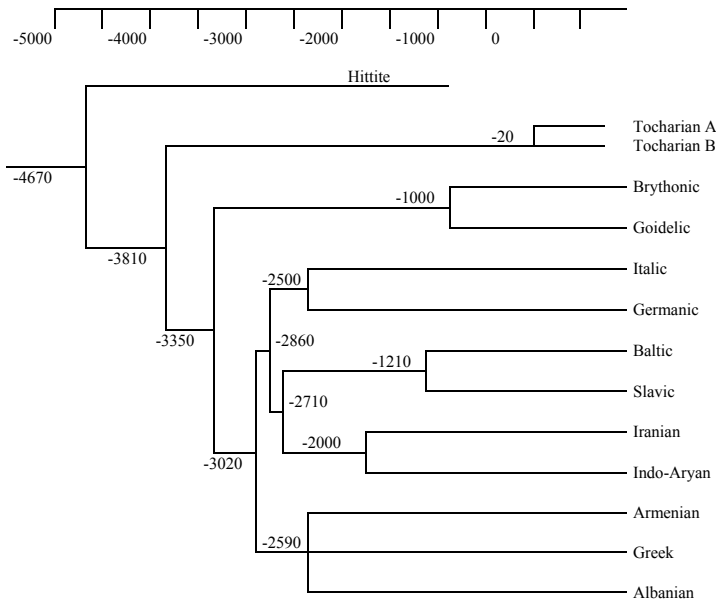 -5000 -4000 -3000 -2000 -1000 0
Hittite
Tocharian A
-20
Tocharian B
-4670
Brythonic
-1000
Goidelic
-3810
Italic
-2500
Germanic
-3350
-2860
Baltic
-1210
Slavic
-2710
Iranian
-2000
-3020
Indo-Aryan
Armenian
-2590
Greek
Albanian